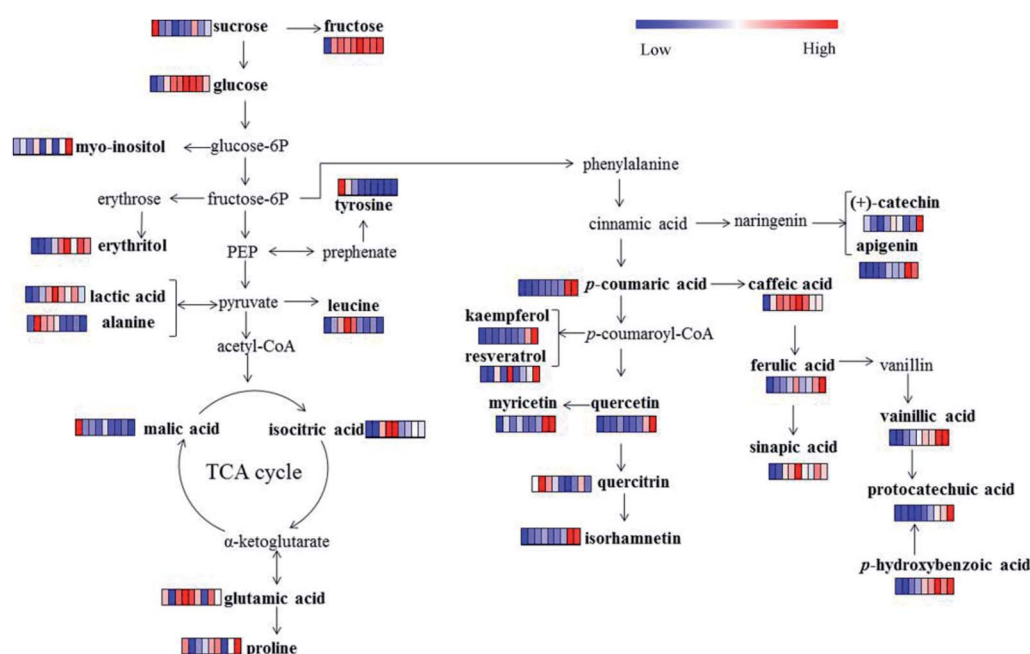 sucrose
fructose
Low
High
glucose
myo-inositol
glucose-6P
phenylalanine
erythrose
fructose-6P
tyrosine
cinnamic acid
naringenin
(+)-catechin
erythritol
PEP
prephenate
apigenin
lactic acid
pyruvate
leucine
p-coumaric acid
caffeic acid
alanine
kaempferol
p-coumaroyl-CoA
acetyl-CoA
resveratrol
ferulic acid
vanillin
myricetin
quercetin
vainillic acid
malic acid
isocitric acid
sinapic acid
TCA cycle
quercitrin
protocatechuic acid
α-ketoglutarate
isorhamnetin
p-hydroxybenzoic acid
glutamic acid
proline